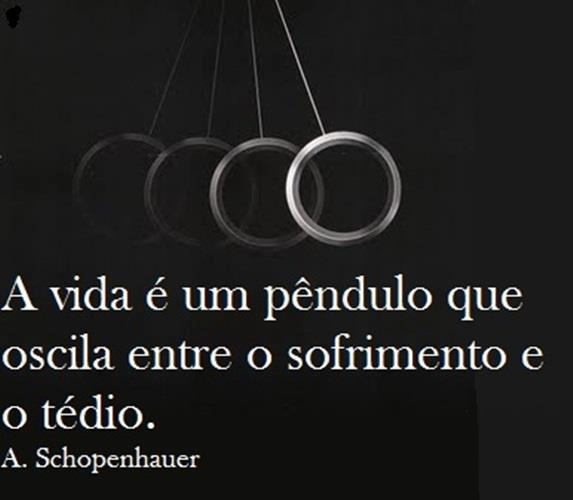 A vida é um pêndulo que
oscila entre o sofrimento e
o tédio.
A. Schopenhauer